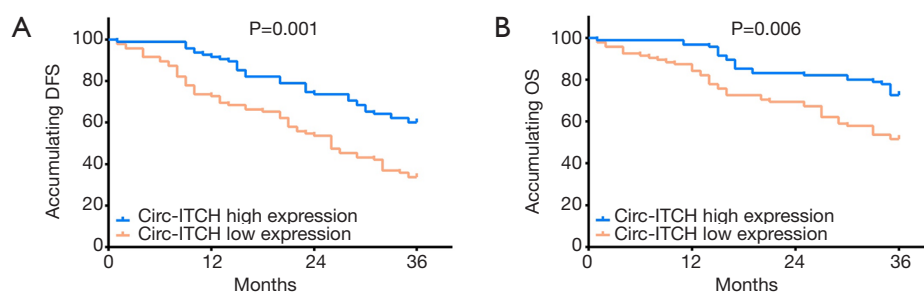 A
P=0.001
Accumulating DFS
100
80
60
40
20
0
Circ-ITCH high expression
Circ-ITCH low expression
0
12
24
36
Months
B
P=0.006
Accumulating OS
100
80
60
40
20
0
Circ-ITCH high expression
Circ-ITCH low expression
0
12
24
36
Months